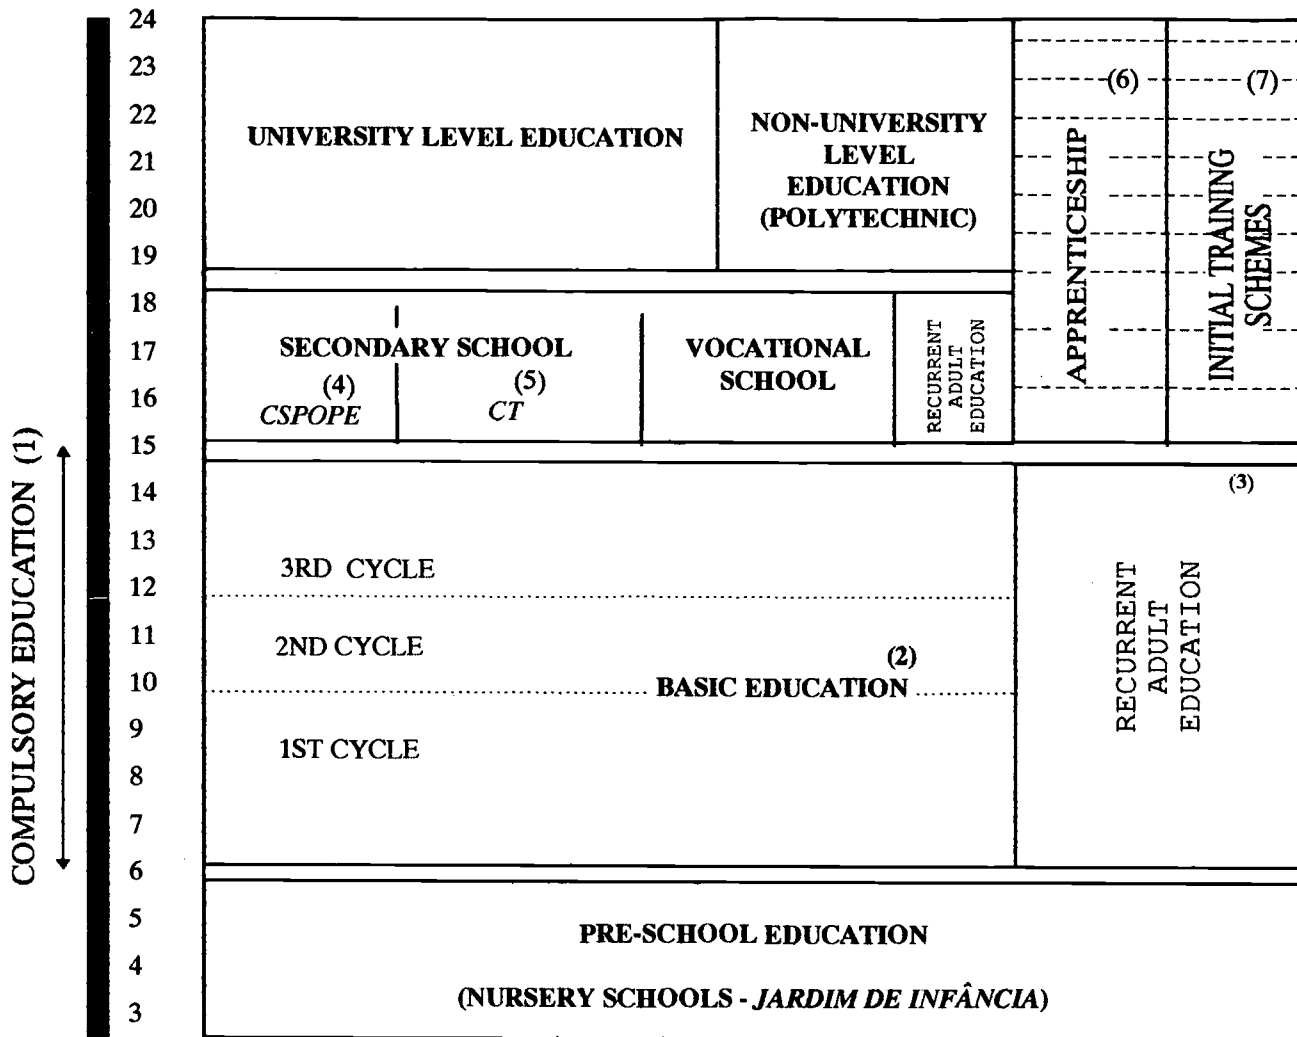 24
23
22
21
20
19
18
17
16
15
14
13
12
11
10
9
8
7
6
5
4
3
COMPULSORY EDUCATION (1)
UNIVERSITY LEVEL EDUCATION
NON-UNIVERSITY
LEVEL
EDUCATION
(POLYTECHNIC)
(6)
APPRENTICESHIP
(7)
INITIAL TRAINING
SCHEMES
SECONDARY SCHOOL
(4)
CSPOPE
(5)
CT
VOCATIONAL
SCHOOL
RECURRENT
ADULT
EDUCATION
3RD CYCLE
2ND CYCLE
(2)
BASIC EDUCATION
1ST CYCLE
(3)
RECURRENT
ADULT
EDUCATION
PRE-SCHOOL EDUCATION
(NURSERY SCHOOLS - JARDIM DE INFÂNCIA)